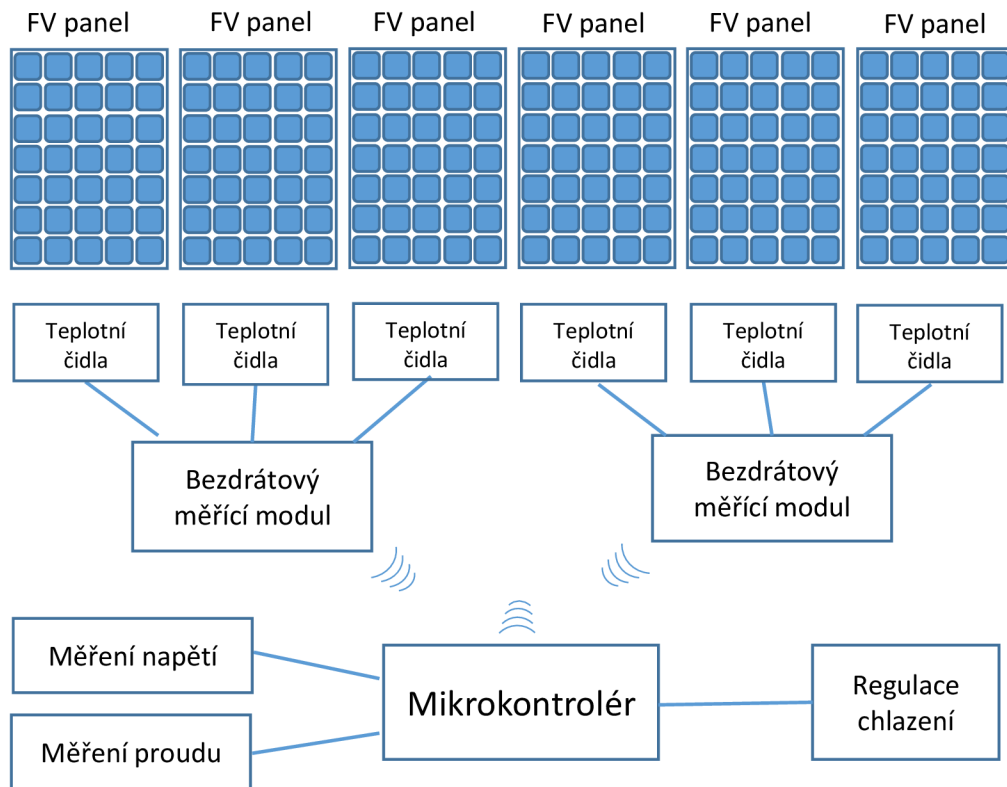 FV panel
FV panel
FV panel
FV panel
FV panel
FV panel
Teplotní
čidla
Teplotní
čidla
Teplotní
čidla
Teplotní
čidla
Teplotní
čidla
Teplotní
čidla
Bezdrátový
měřící modul
Bezdrátový
měřící modul
Měření napětí
Měření proudu
Mikrokontrolér
Regulace
chlazení